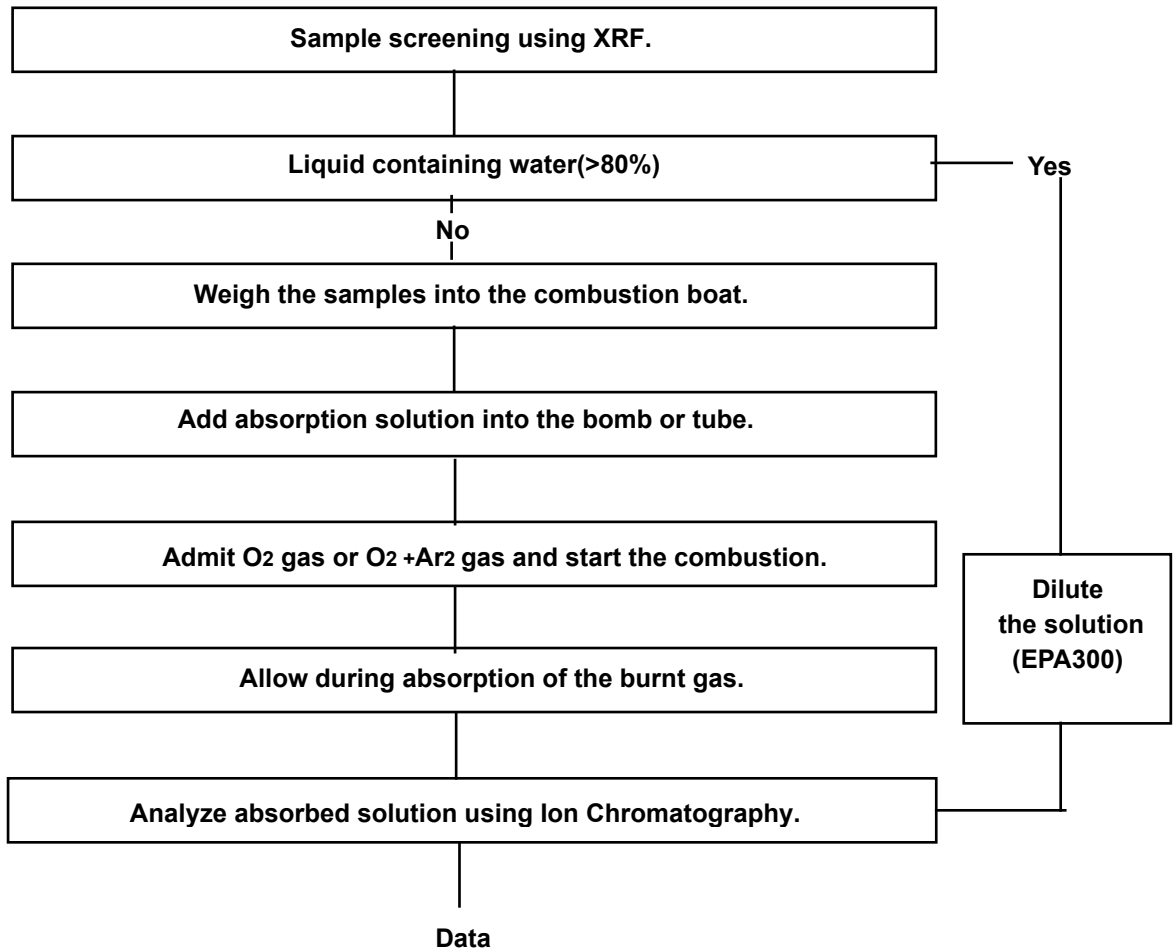 Sample screening using XRF.
Liquid containing water(>80%)
Yes
No
Weigh the samples into the combustion boat.
Add absorption solution into the bomb or tube.
Admit O2 gas or O2 +Ar2 gas and start the combustion.
Dilute
the solution
(EPA300)
Allow during absorption of the burnt gas.
Analyze absorbed solution using Ion Chromatography.
Data